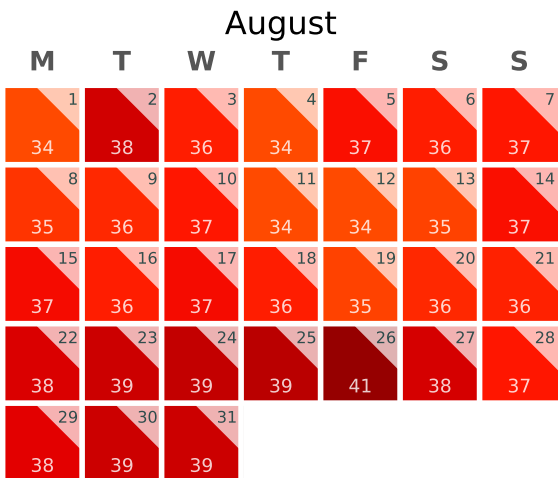 August
M T W T F S S
1 2 3 4 5 6 7
34 38 36 34 37 36 37
8 9 10 11 12 13 14
35 36 37 34 34 35 37
15 16 17 18 19 20 21
37 36 37 36 35 36 36
22 23 24 25 26 27 28
38 39 39 39 41 38 37
29 30 31
38 39 39